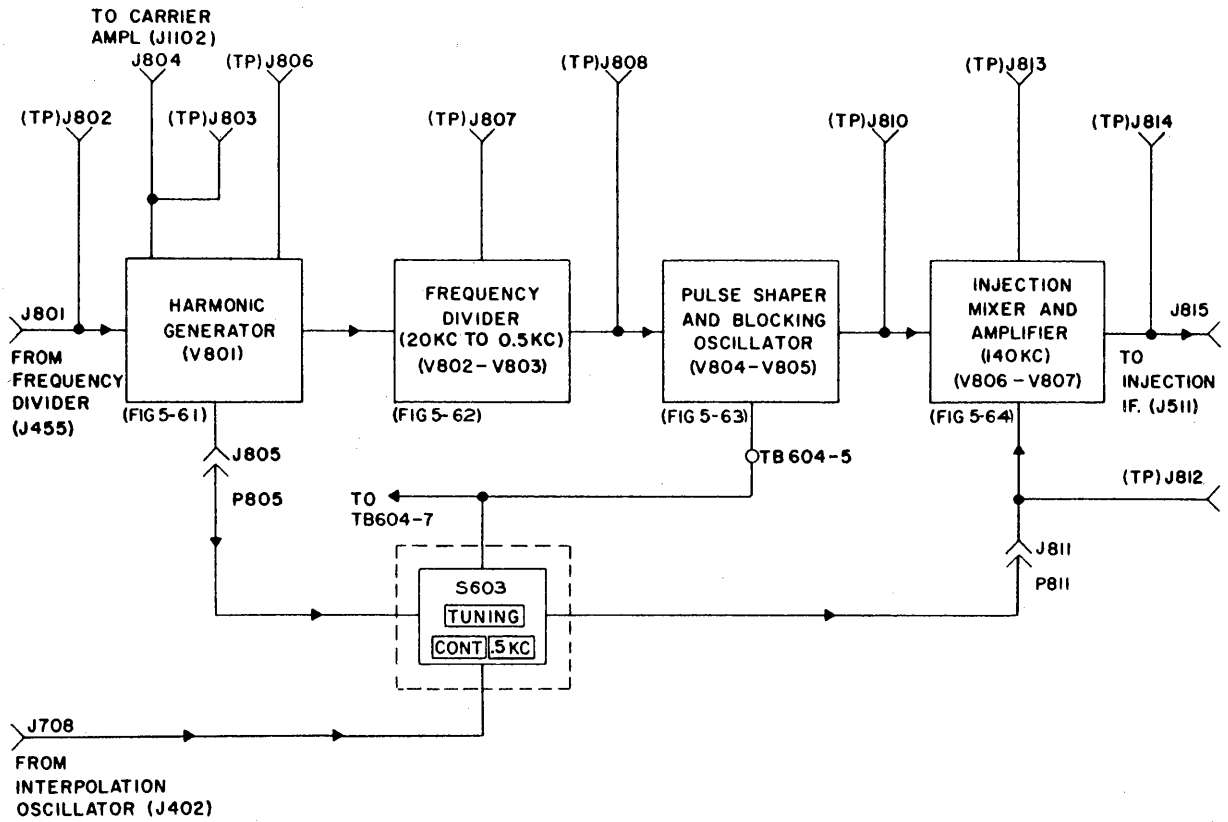 TO CARRIER
AMPL (J1102)
J804
(TP)J806
(TP)J808
(TP)J813
(TP)J802
(TP)J803
(TP)J807
(TP)J810
(TP)J814
J801
FROM
FREQUENCY
DIVIDER
(J455)
HARMONIC
GENERATOR
(V801)
(FIG 5-61)
FREQUENCY
DIVIDER
(20KC TO 0.5KC)
(V802-V803)
(FIG 5-62)
PULSE SHAPER
AND BLOCKING
OSCILLATOR
(V804-V805)
(FIG 5-63)
INJECTION
MIXER AND
AMPLIFIER
(140KC)
(V806-V807)
(FIG 5-64)
J815
TO
INJECTION
IF. (J511)
J805
P805
TB604-5
TO
TB604-7
(TP)J812
J811
P811
S603
TUNING
CONT .5KC
J708
FROM
INTERPOLATION
OSCILLATOR (J402)